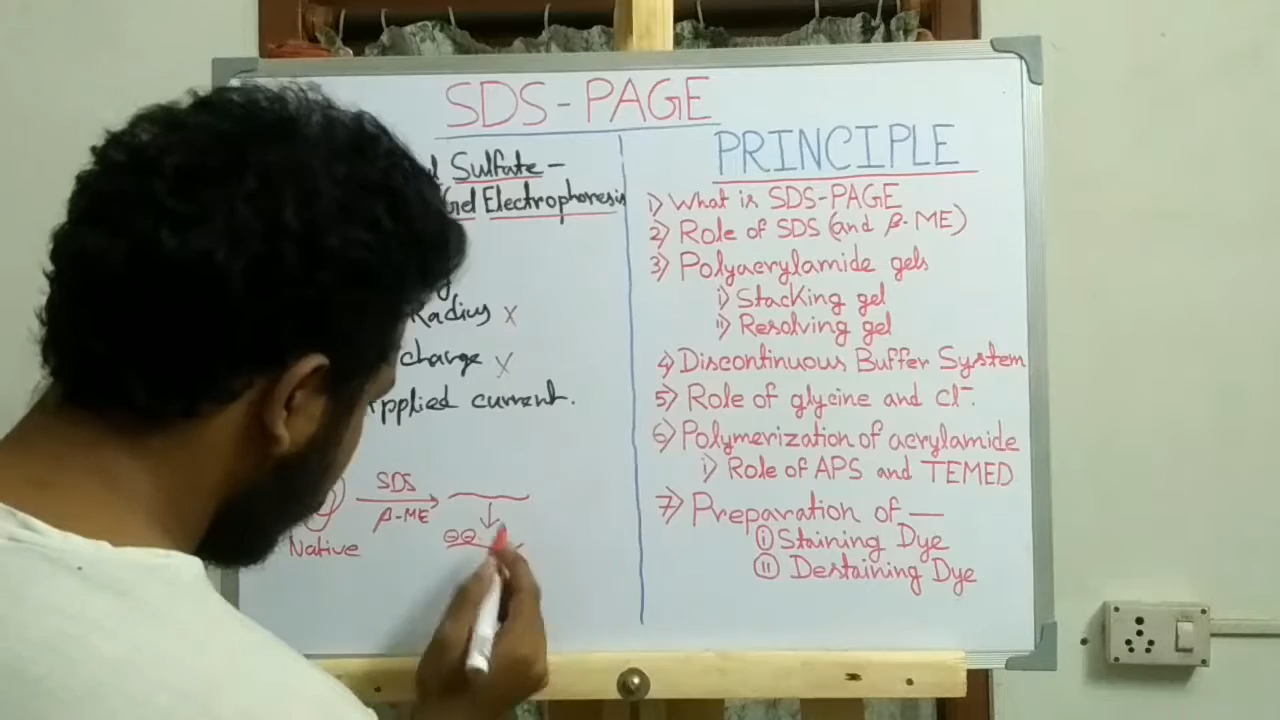 SDS-PAGE
Sulfate-
Gel Electrophoresis
Radius X
charge X
Applied current.
SDS
β-ME
Native
PRINCIPLE
1) What is SDS-PAGE
2) Role of SDS (and β-ME)
3) Polyacrylamide gels
i) Stacking gel
ii) Resolving gel
4) Discontinuous Buffer System
5) Role of glycine and Cl⁻.
6) Polymerization of acrylamide
i) Role of APS and TEMED
7) Preparation of —
(i) Staining Dye
(ii) Destaining Dye